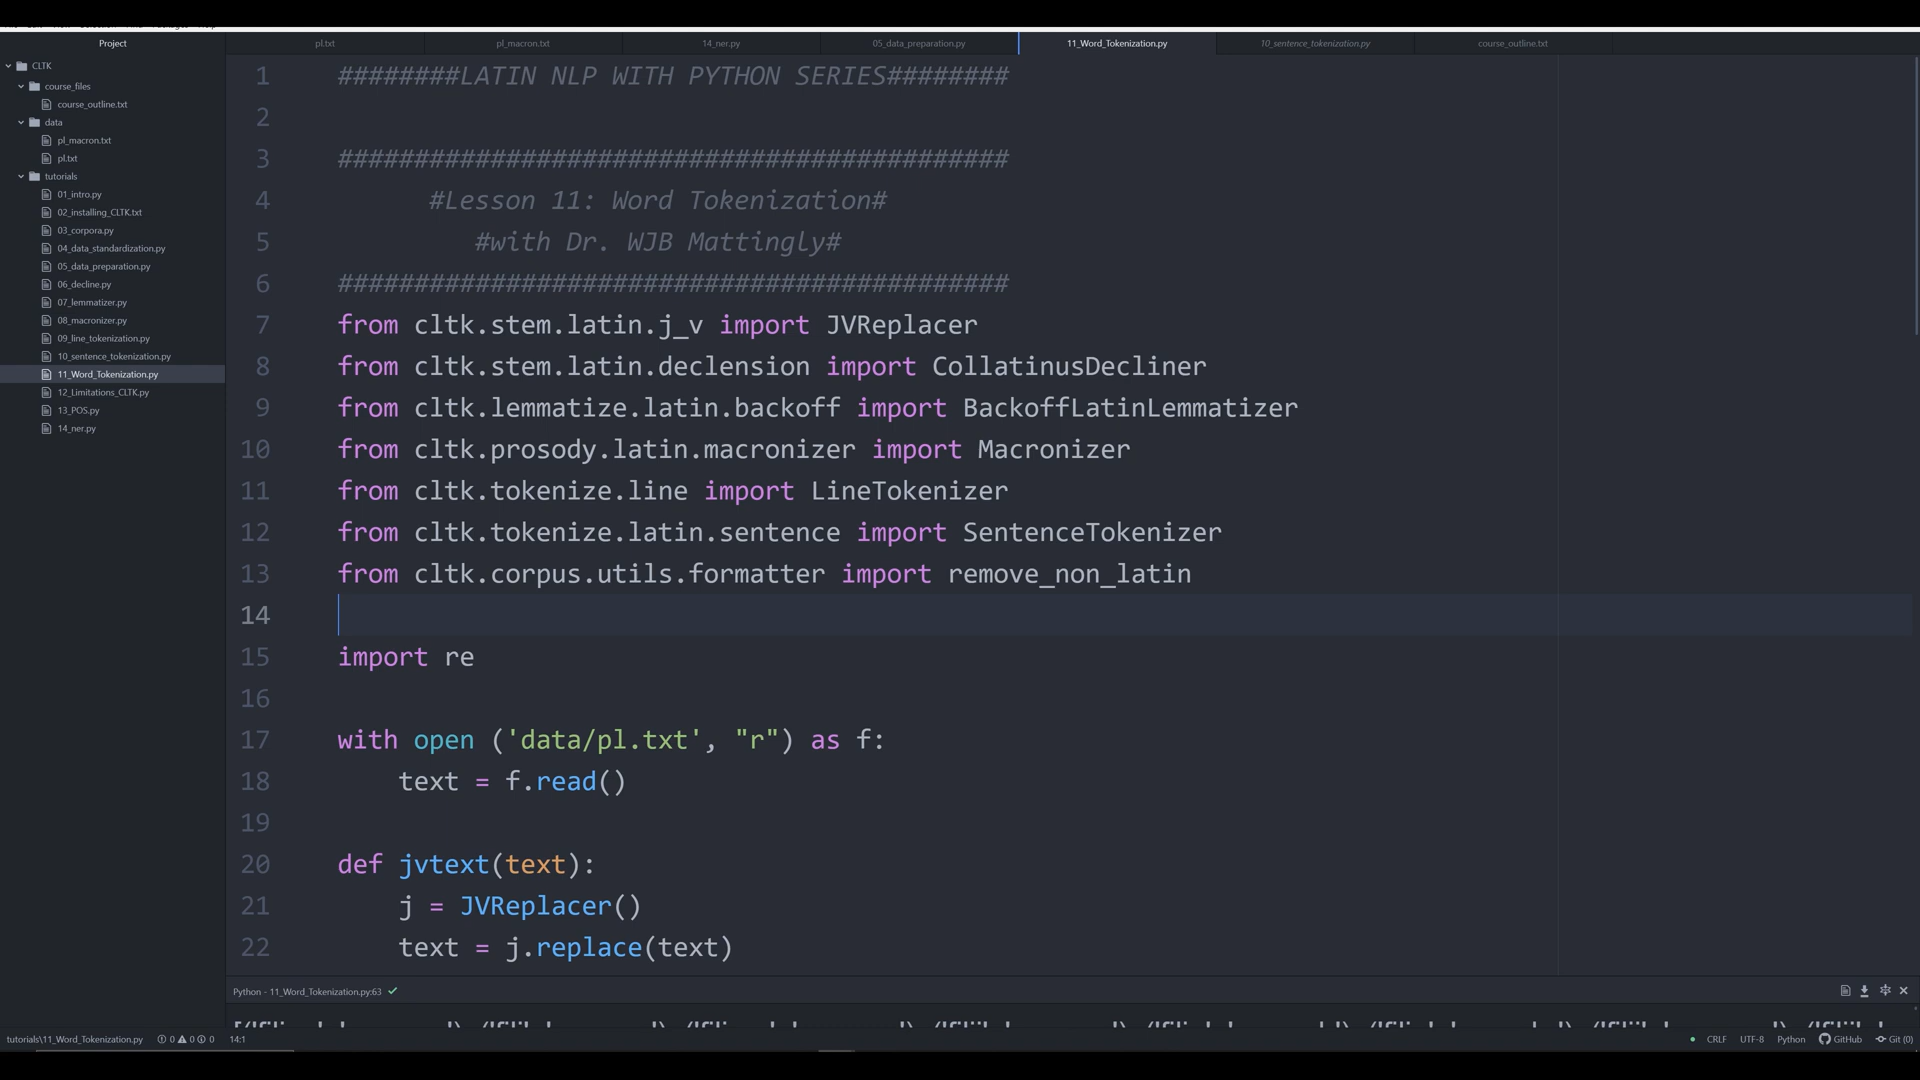 Project
pl.txt
pl_macron.txt
14_ner.py
05_data_preparation.py
11_Word_Tokenization.py
10_sentence_tokenization.py
course_outline.txt
CLTK
course_files
course_outline.txt
data
pl_macron.txt
pl.txt
tutorials
01_intro.py
02_installing_CLTK.txt
03_corpora.py
04_data_standardization.py
05_data_preparation.py
06_decline.py
07_lemmatizer.py
08_macronizer.py
09_line_tokenization.py
10_sentence_tokenization.py
11_Word_Tokenization.py
12_Limitations_CLTK.py
13_POS.py
14_ner.py
1 ########LATIN NLP WITH PYTHON SERIES########
2
3 ############################################
4 #Lesson 11: Word Tokenization#
5 #with Dr. WJB Mattingly#
6 ############################################
7 from cltk.stem.latin.j_v import JVReplacer
8 from cltk.stem.latin.declension import CollatinusDecliner
9 from cltk.lemmatize.latin.backoff import BackoffLatinLemmatizer
10 from cltk.prosody.latin.macronizer import Macronizer
11 from cltk.tokenize.line import LineTokenizer
12 from cltk.tokenize.latin.sentence import SentenceTokenizer
13 from cltk.corpus.utils.formatter import remove_non_latin
14
15 import re
16
17 with open ('data/pl.txt', "r") as f:
18 text = f.read()
19
20 def jvtext(text):
21 j = JVReplacer()
22 text = j.replace(text)
Python - 11_Word_Tokenization.py:63
tutorials\11_Word_Tokenization.py 0 0 0 14:1
CRLF UTF-8 Python GitHub Git (0)